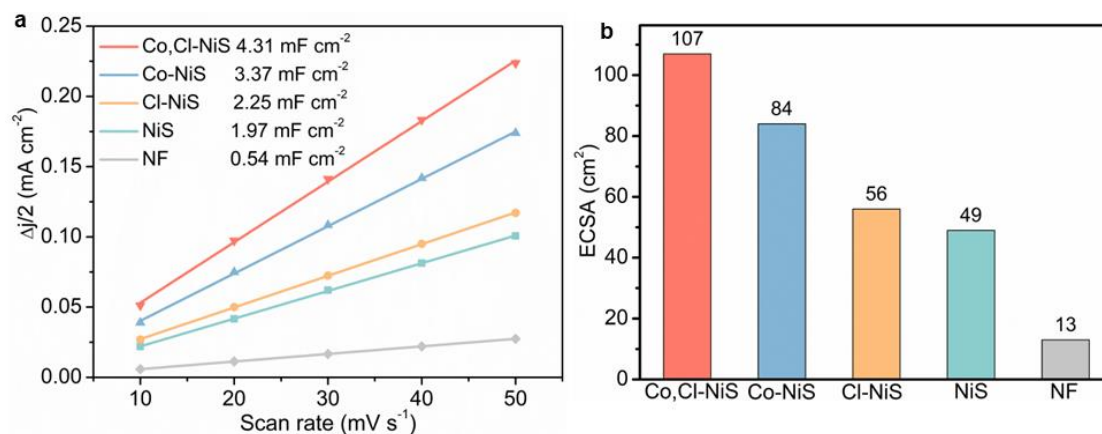 a
0.25
0.20
0.15
0.10
0.05
0.00
Δj/2 (mA cm⁻²)
Co,Cl-NiS 4.31 mF cm⁻²
Co-NiS 3.37 mF cm⁻²
Cl-NiS 2.25 mF cm⁻²
NiS 1.97 mF cm⁻²
NF 0.54 mF cm⁻²
10 20 30 40 50
Scan rate (mV s⁻¹)
b
100
80
60
40
20
0
ECSA (cm²)
107
84
56
49
13
Co,Cl-NiS Co-NiS Cl-NiS NiS NF